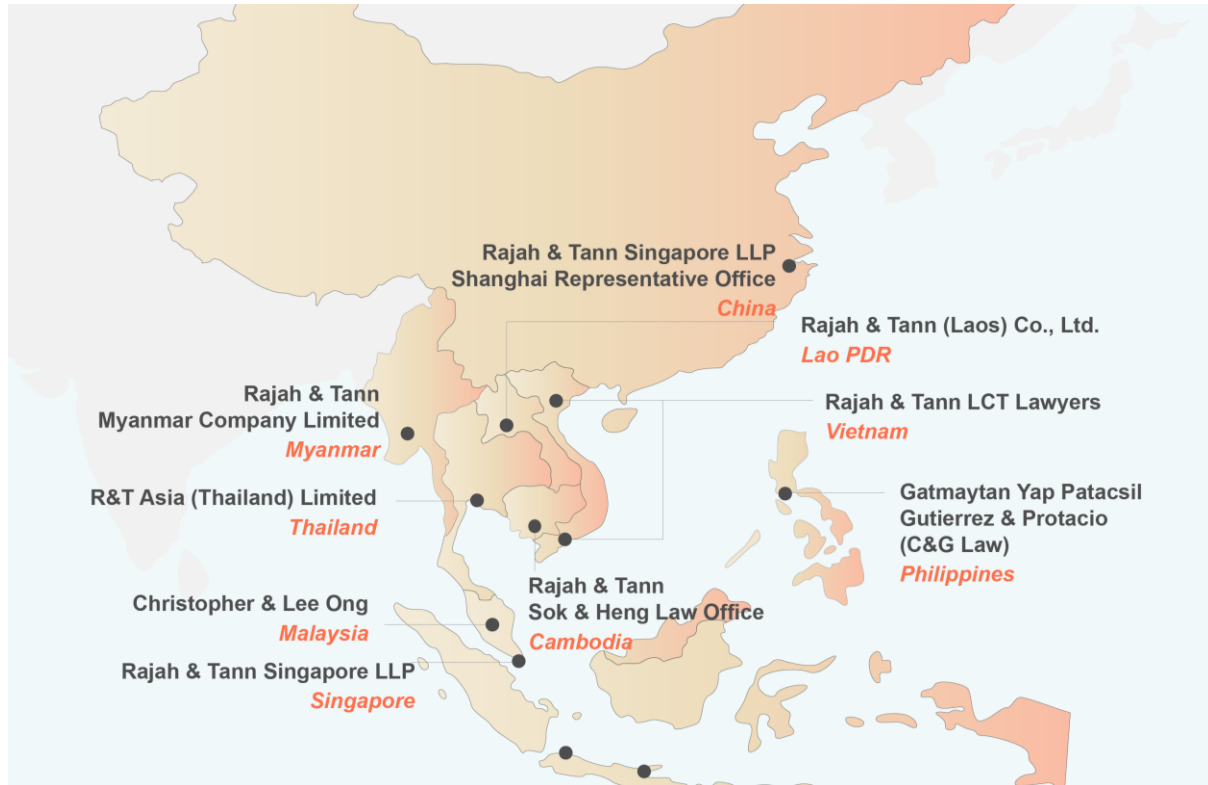 Rajah & Tann Singapore LLP
Shanghai Representative Office
China
Rajah & Tann (Laos) Co., Ltd.
Lao PDR
Rajah & Tann
Myanmar Company Limited
Myanmar
Rajah & Tann LCT Lawyers
Vietnam
R&T Asia (Thailand) Limited
Thailand
Gatmaytan Yap Patacsil
Gutierrez & Protacio
(C&G Law)
Philippines
Rajah & Tann
Sok & Heng Law Office
Cambodia
Christopher & Lee Ong
Malaysia
Rajah & Tann Singapore LLP
Singapore